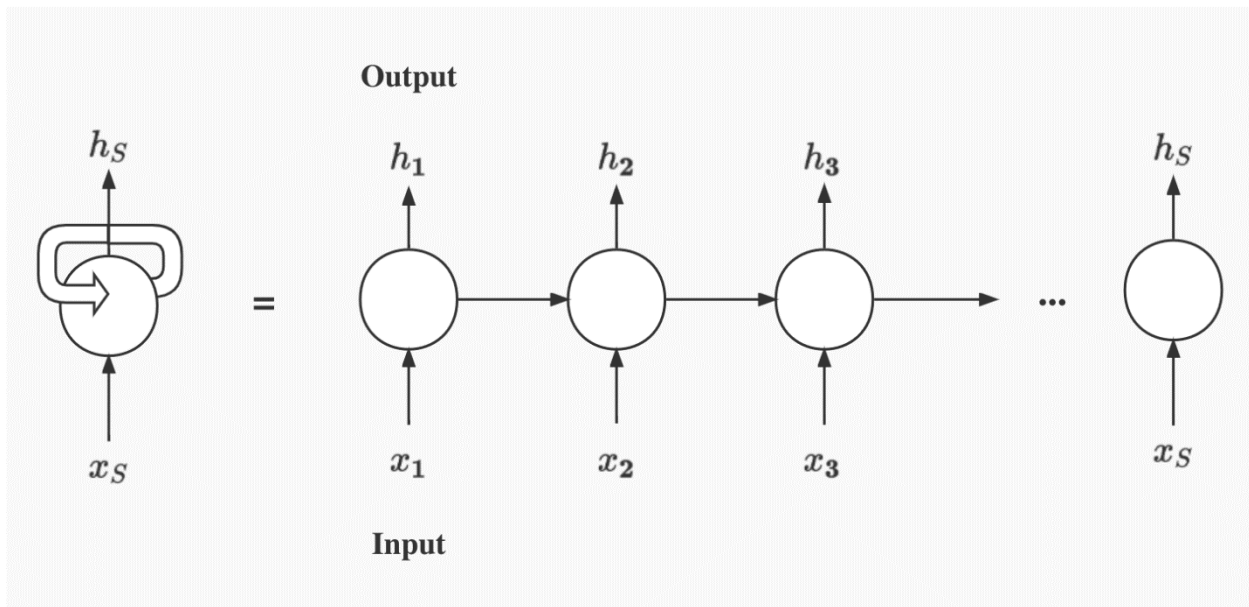 Output
h_S h_1 h_2 h_3 h_S
= ...
x_S x_1 x_2 x_3 x_S
Input